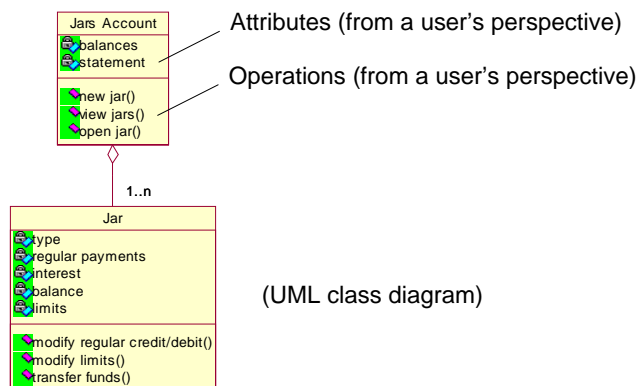 Jars Account
balances
statement
new jar()
view jars()
open jar()
Attributes (from a user's perspective)
Operations (from a user's perspective)
1..n
Jar
type
regular payments
interest
balance
limits
(UML class diagram)
modify regular credit/debit()
modify limits()
transfer funds()